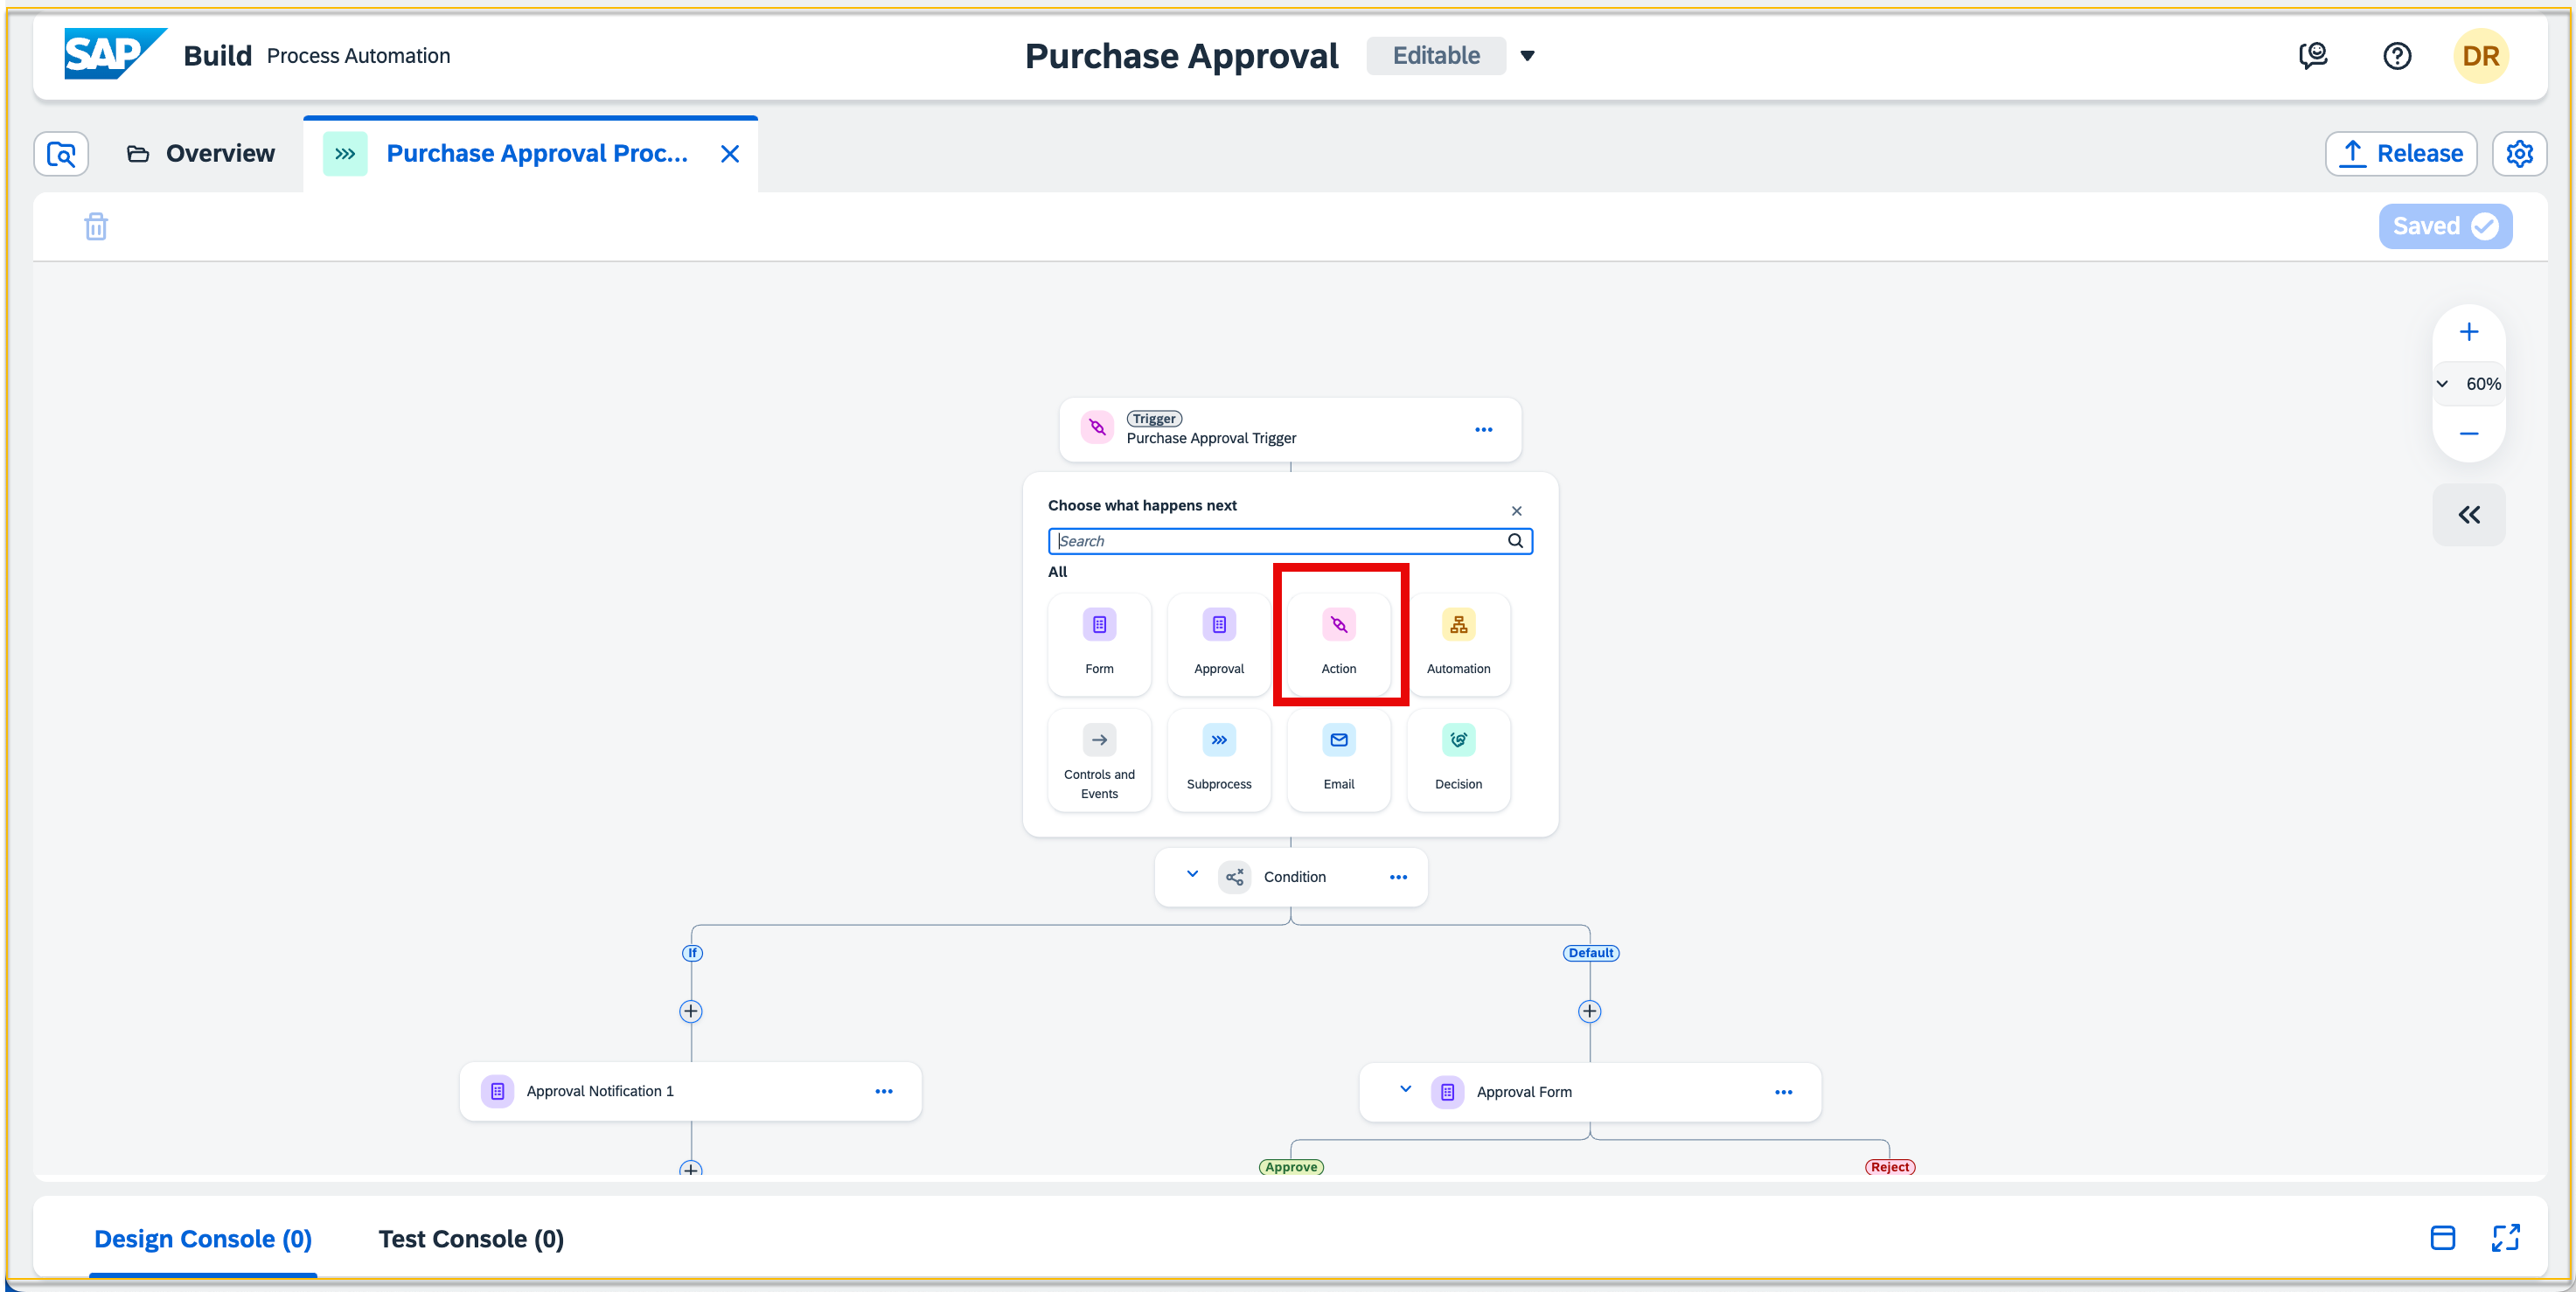 SAP Build Process Automation
Purchase Approval Editable
DR
Overview
Purchase Approval Proc...
Release
Saved
60%
Trigger
Purchase Approval Trigger
Choose what happens next
Search
All
Form Approval Action Automation
Controls and
Events
Subprocess Email Decision
Condition
If Default
Approval Notification 1
Approval Form
Approve Reject
Design Console (0) Test Console (0)